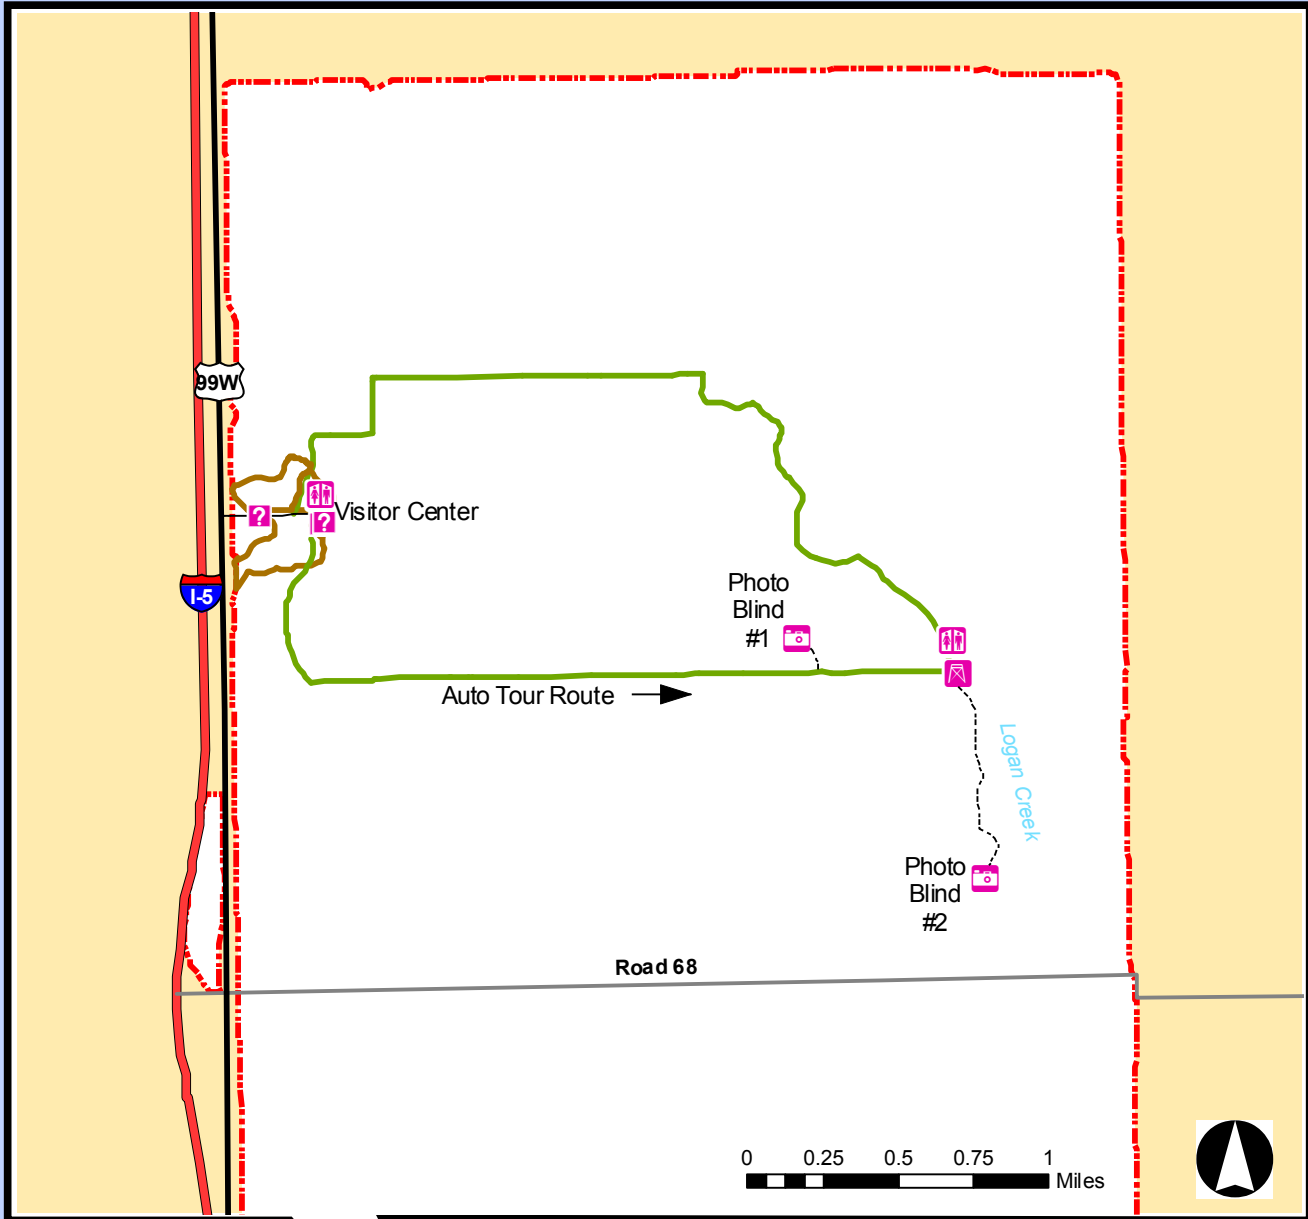 99W
?
?
Visitor Center
I-5
Photo
Blind
#1
Auto Tour Route
Logan Creek
Photo
Blind
#2
Road 68
0 0.25 0.5 0.75 1
Miles